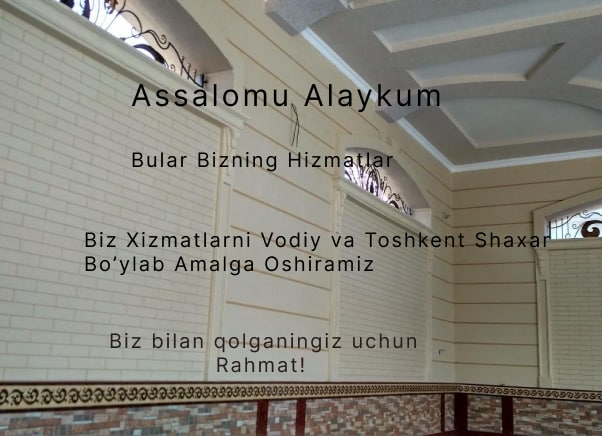 Assalomu Alaykum
Bular Bizning Hizmatlar
Biz Xizmatlarni Vodiy va Toshkent Shaxar
Bo’ylab Amalga Oshiramiz
Biz bilan qolganingiz uchun
Rahmat!